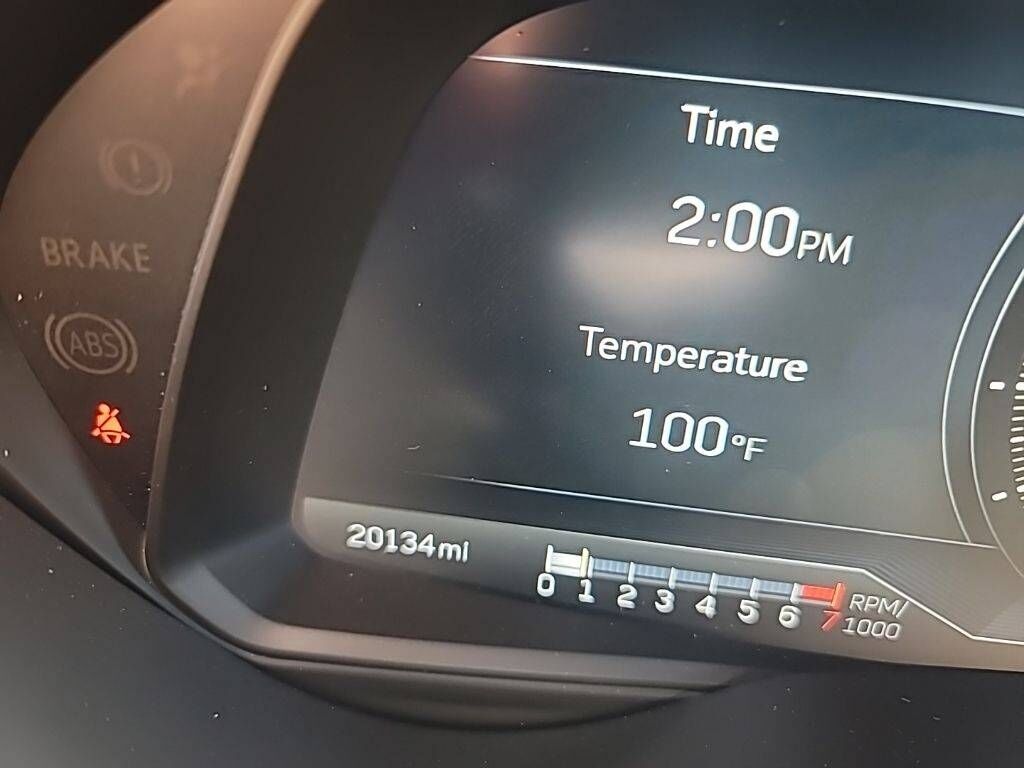 Time
2:00PM
Temperature
100°F
BRAKE
ABS
20134mi
0 1 2 3 4 5 6 7
RPM/
1000